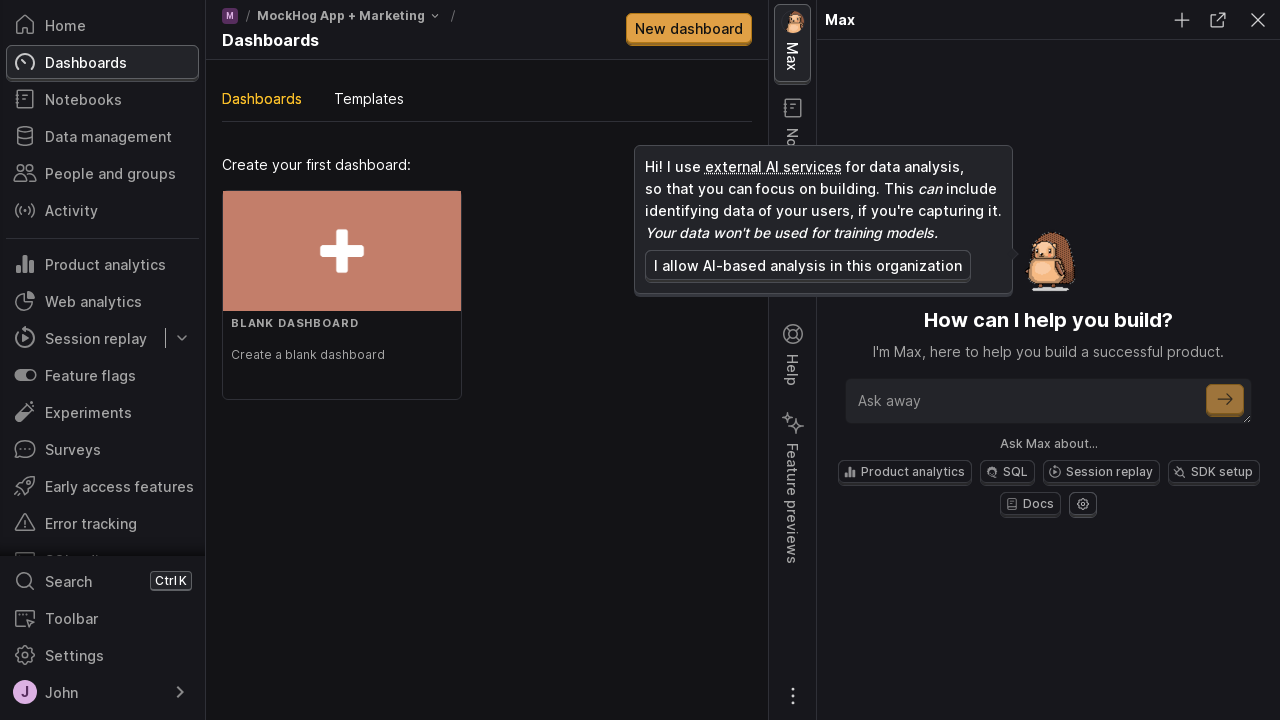 Home
Dashboards
Notebooks
Data management
People and groups
Activity
Product analytics
Web analytics
Session replay
Feature flags
Experiments
Surveys
Early access features
Error tracking
Search
Ctrl K
Toolbar
Settings
J
John
M / MockHog App + Marketing /
Dashboards
New dashboard
Dashboards
Templates
Create your first dashboard:
BLANK DASHBOARD
Create a blank dashboard
Max
No
Help
Feature previews
Max
Hi! I use external AI services for data analysis,
so that you can focus on building. This can include
identifying data of your users, if you're capturing it.
Your data won't be used for training models.
I allow AI-based analysis in this organization
How can I help you build?
I'm Max, here to help you build a successful product.
Ask away
Ask Max about...
Product analytics
SQL
Session replay
SDK setup
Docs